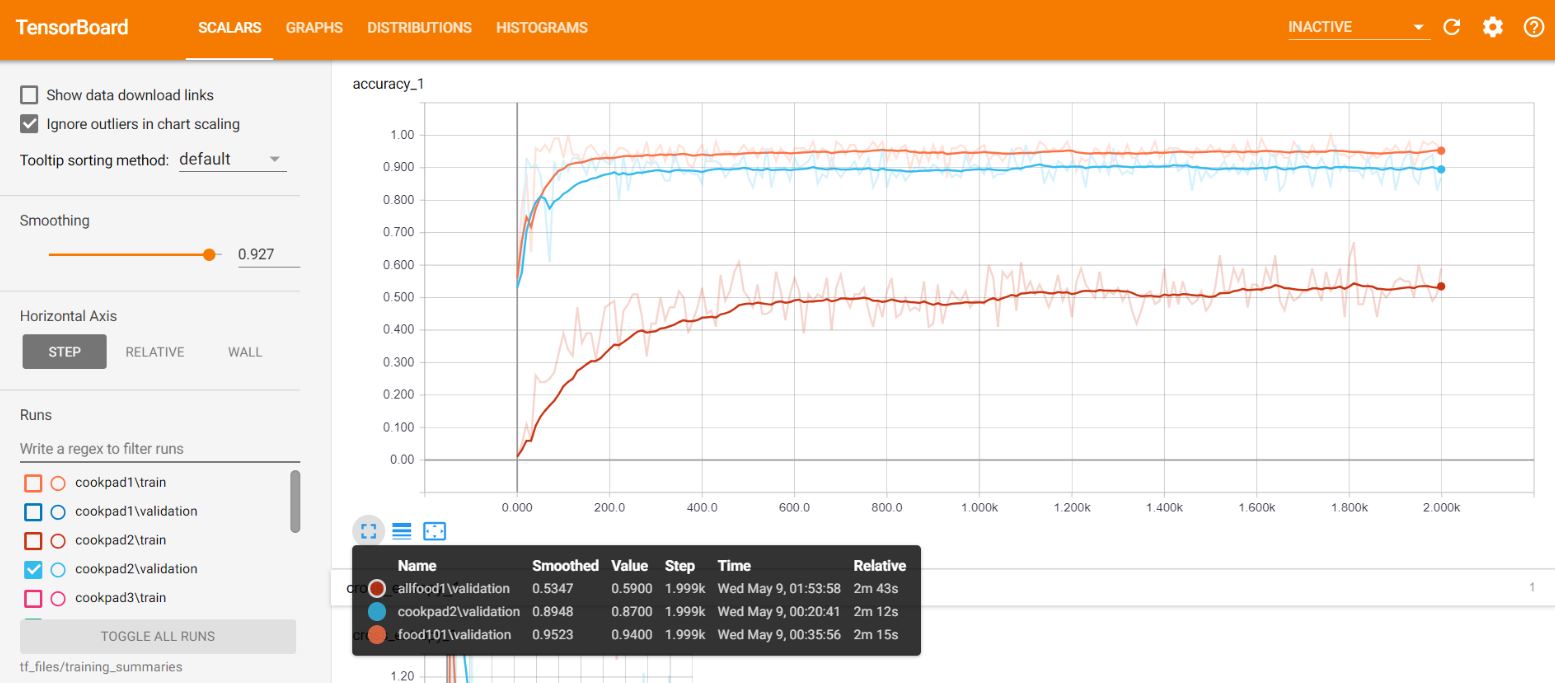 TensorBoard SCALARS GRAPHS DISTRIBUTIONS HISTOGRAMS INACTIVE
Show data download links
Ignore outliers in chart scaling
Tooltip sorting method: default
Smoothing
0.927
Horizontal Axis
STEP RELATIVE WALL
Runs
Write a regex to filter runs
cookpad1\train
cookpad1\validation
cookpad2\train
cookpad2\validation
cookpad3\train
TOGGLE ALL RUNS
tf_files/training_summaries
accuracy_1
1.00
0.900
0.800
0.700
0.600
0.500
0.400
0.300
0.200
0.100
0.00
0.000 200.0 400.0 600.0 800.0 1.000k 1.200k 1.400k 1.600k 1.800k 2.000k
Name Smoothed Value Step Time Relative
allfood1\validation 0.5347 0.5900 1.999k Wed May 9, 01:53:58 2m 43s
cookpad2\validation 0.8948 0.8700 1.999k Wed May 9, 00:20:41 2m 12s
food101\validation 0.9523 0.9400 1.999k Wed May 9, 00:35:56 2m 15s
1
1.20